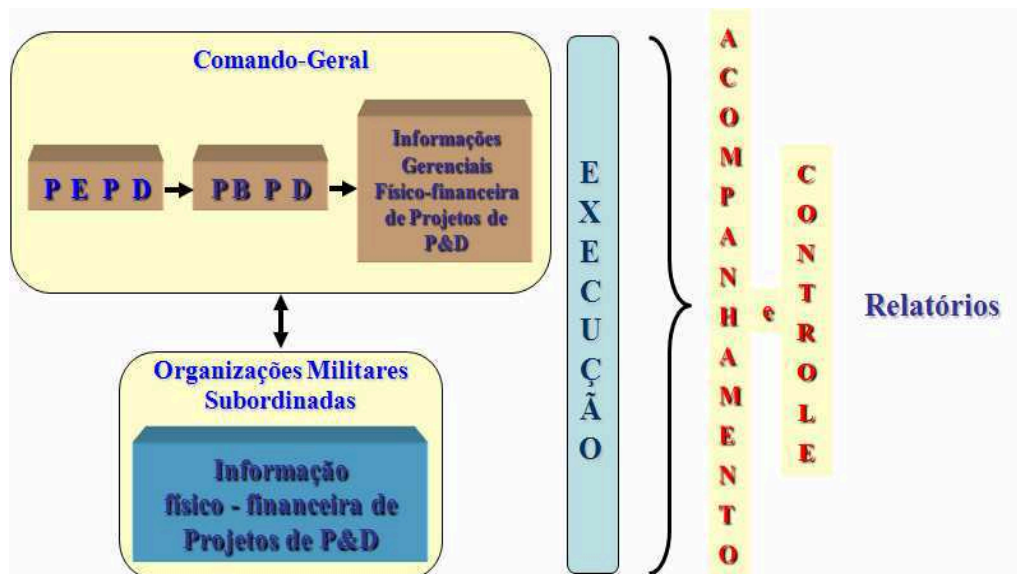 Comando-Geral
P E P D
P B P D
Informações
Gerenciais
Físico-financeira
de Projetos de
P&D
Organizações Militares
Subordinadas
Informação
físico - financeira de
Projetos de P&D
EXECUÇÃO
ACOMPANHAMENTO
e
CONTROLE
Relatórios